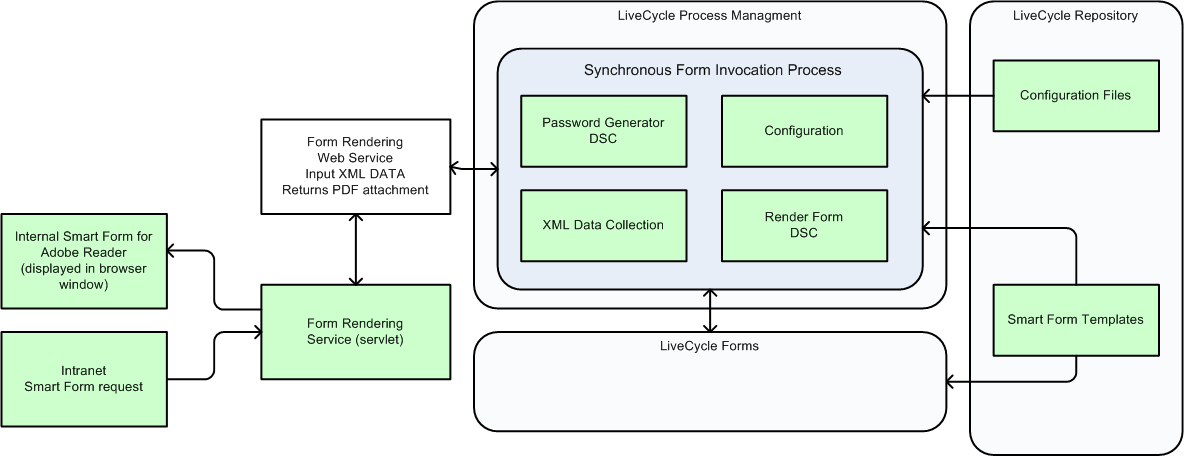 LiveCycle Process Managment
LiveCycle Repository
Synchronous Form Invocation Process
Password Generator
DSC
Configuration
Configuration Files
Form Rendering
Web Service
Input XML DATA
Returns PDF attachment
XML Data Collection
Render Form
DSC
Internal Smart Form for
Adobe Reader
(displayed in browser
window)
Form Rendering
Service (servlet)
Smart Form Templates
LiveCycle Forms
Intranet
Smart Form request